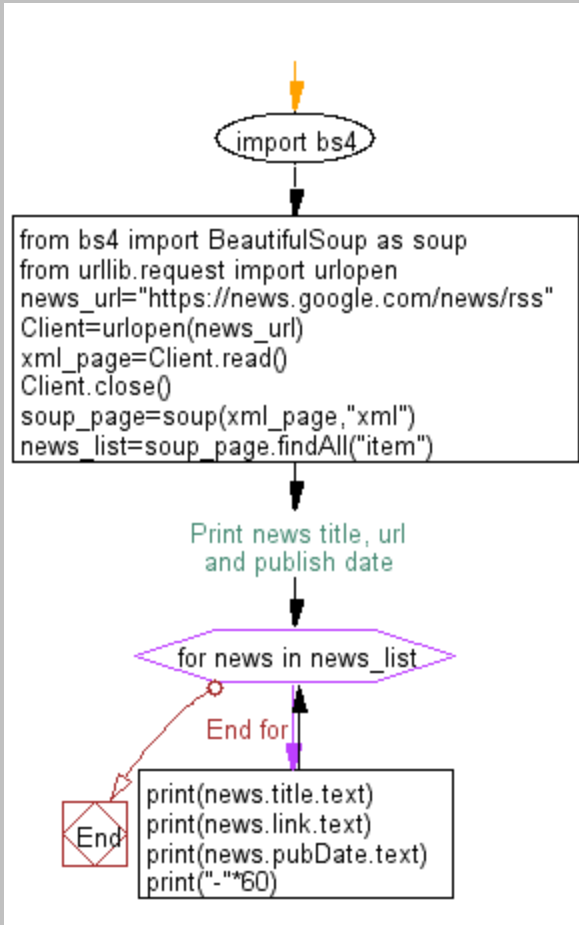 import bs4
from bs4 import BeautifulSoup as soup
from urllib.request import urlopen
news_url="https://news.google.com/news/rss"
Client=urlopen(news_url)
xml_page=Client.read()
Client.close()
soup_page=soup(xml_page,"xml")
news_list=soup_page.findAll("item")
Print news title, url
and publish date
for news in news_list
End for
End
print(news.title.text)
print(news.link.text)
print(news.pubDate.text)
print("-"*60)